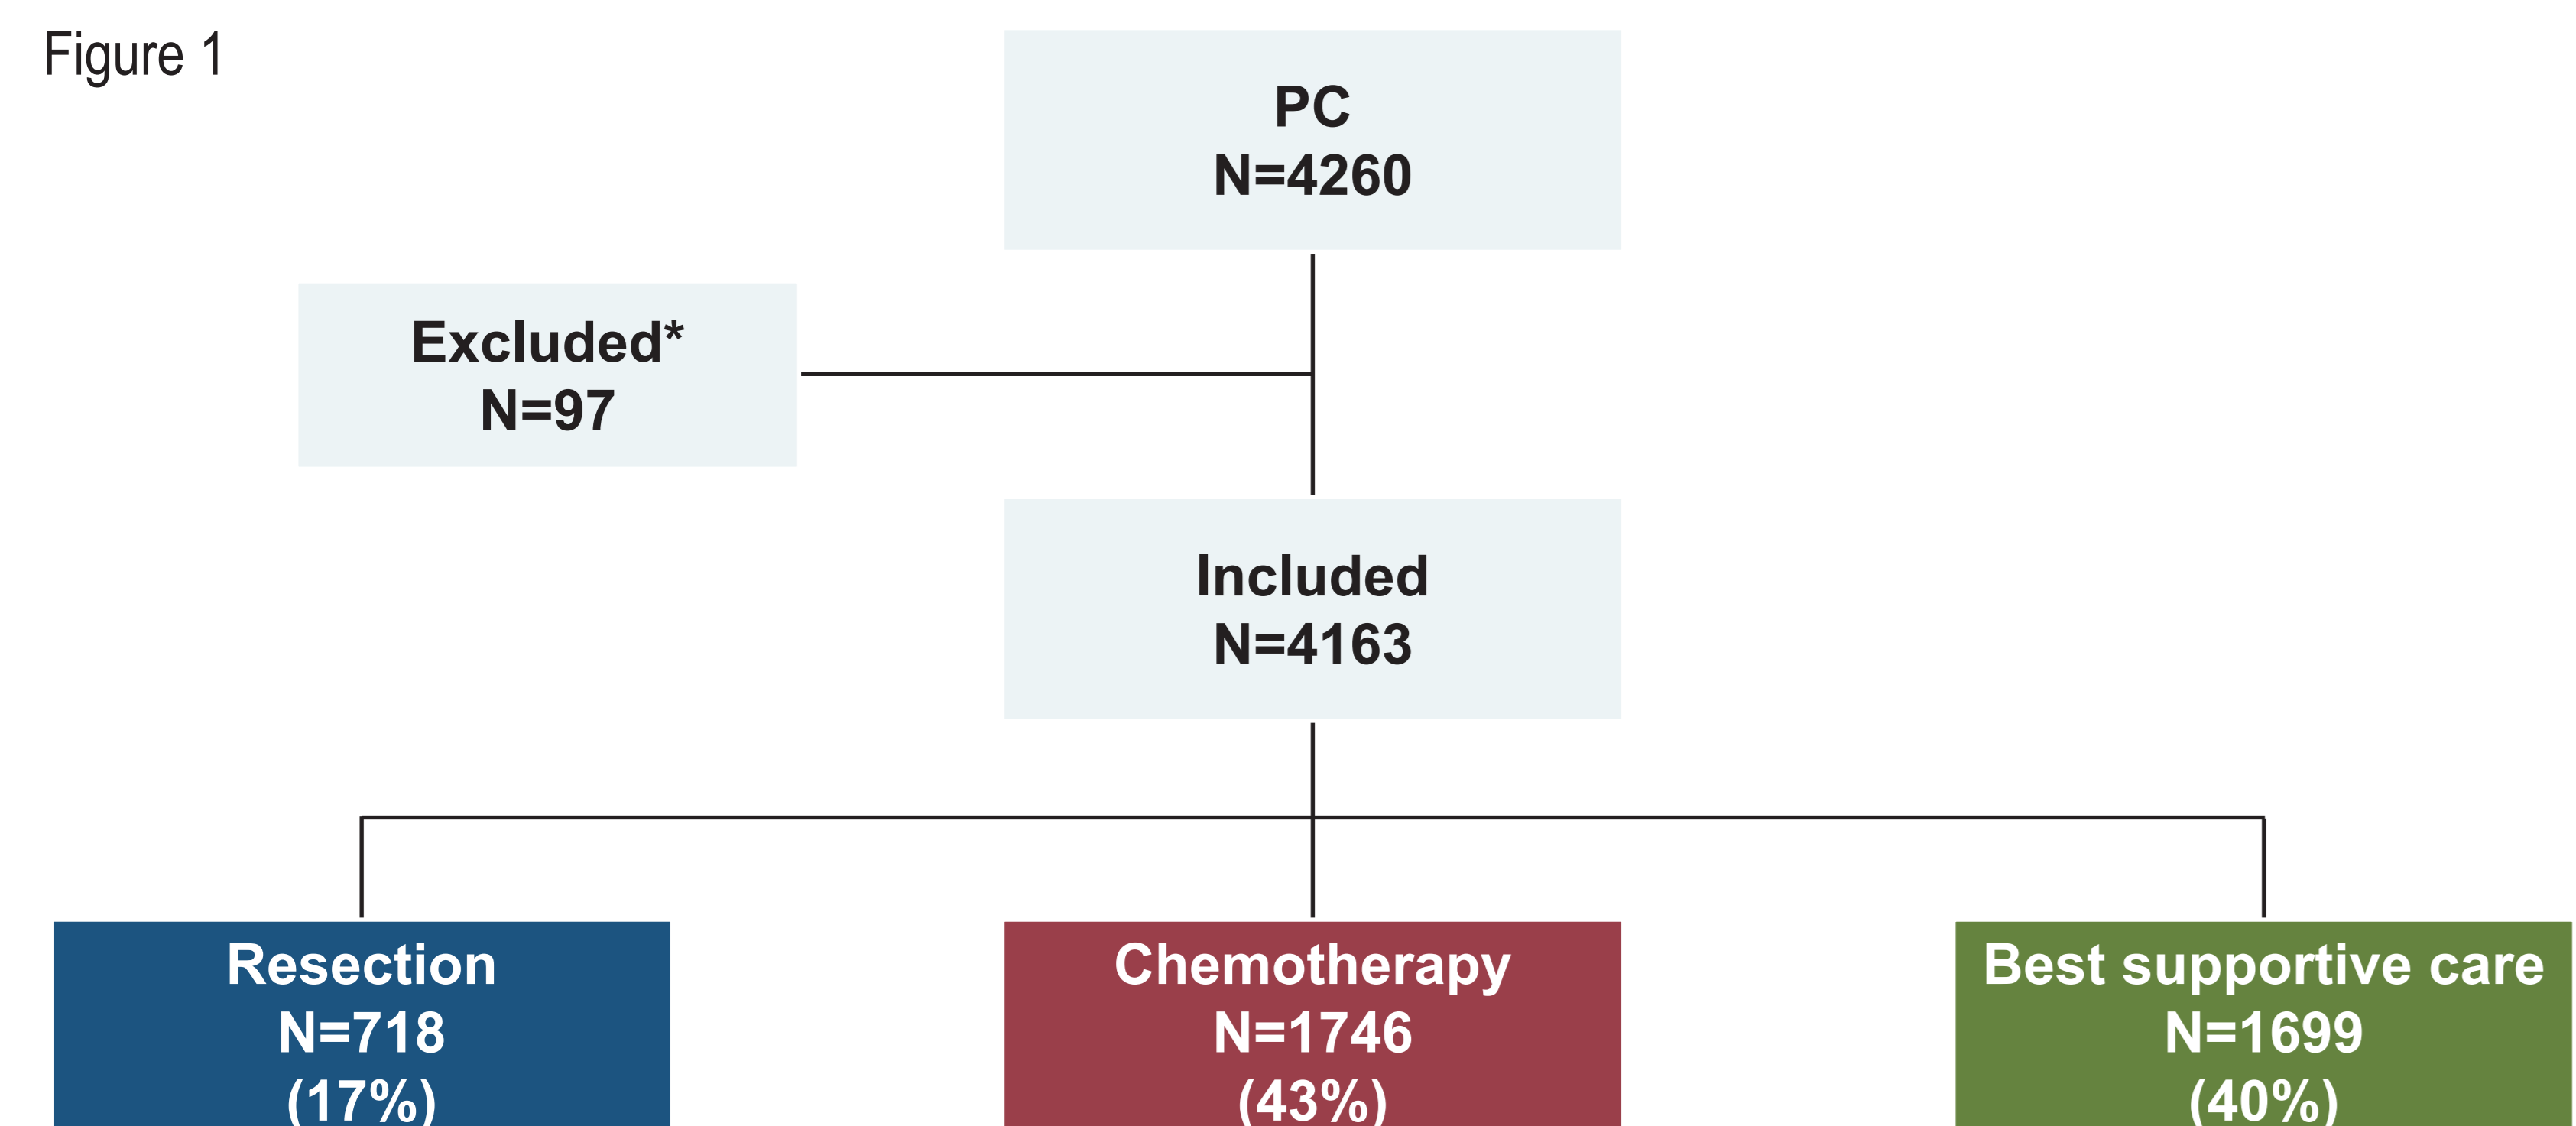 Figure 1
PC
N=4260
Excluded*
N=97
Included
N=4163
Resection
N=718
(17%)
Chemotherapy
N=1746
(43%)
Best supportive care
N=1699
(40%)